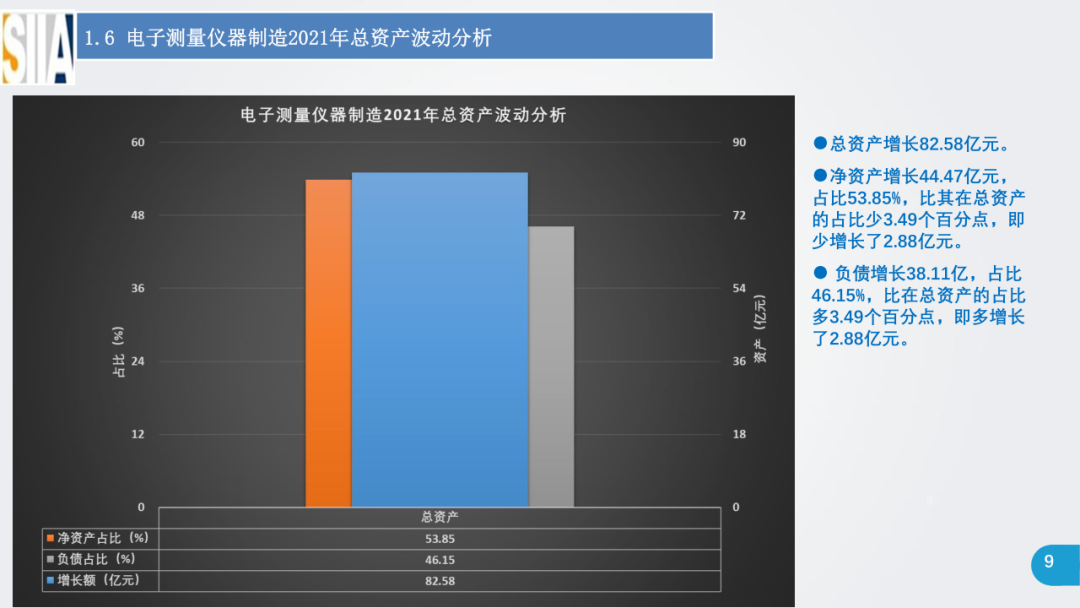 SIIA
1.6 电子测量仪器制造2021年总资产波动分析
电子测量仪器制造2021年总资产波动分析
60
48
36
24
12
0
占比（%）
90
72
54
36
18
0
资产（亿元）
总资产
净资产占比（%） 53.85
负债占比（%） 46.15
增长额（亿元） 82.58
●总资产增长82.58亿元。
●净资产增长44.47亿元，
占比53.85%，比其在总资产
的占比少3.49个百分点，即
少增长了2.88亿元。
● 负债增长38.11亿，占比
46.15%，比在总资产的占比
多3.49个百分点，即多增长
了2.88亿元。
9